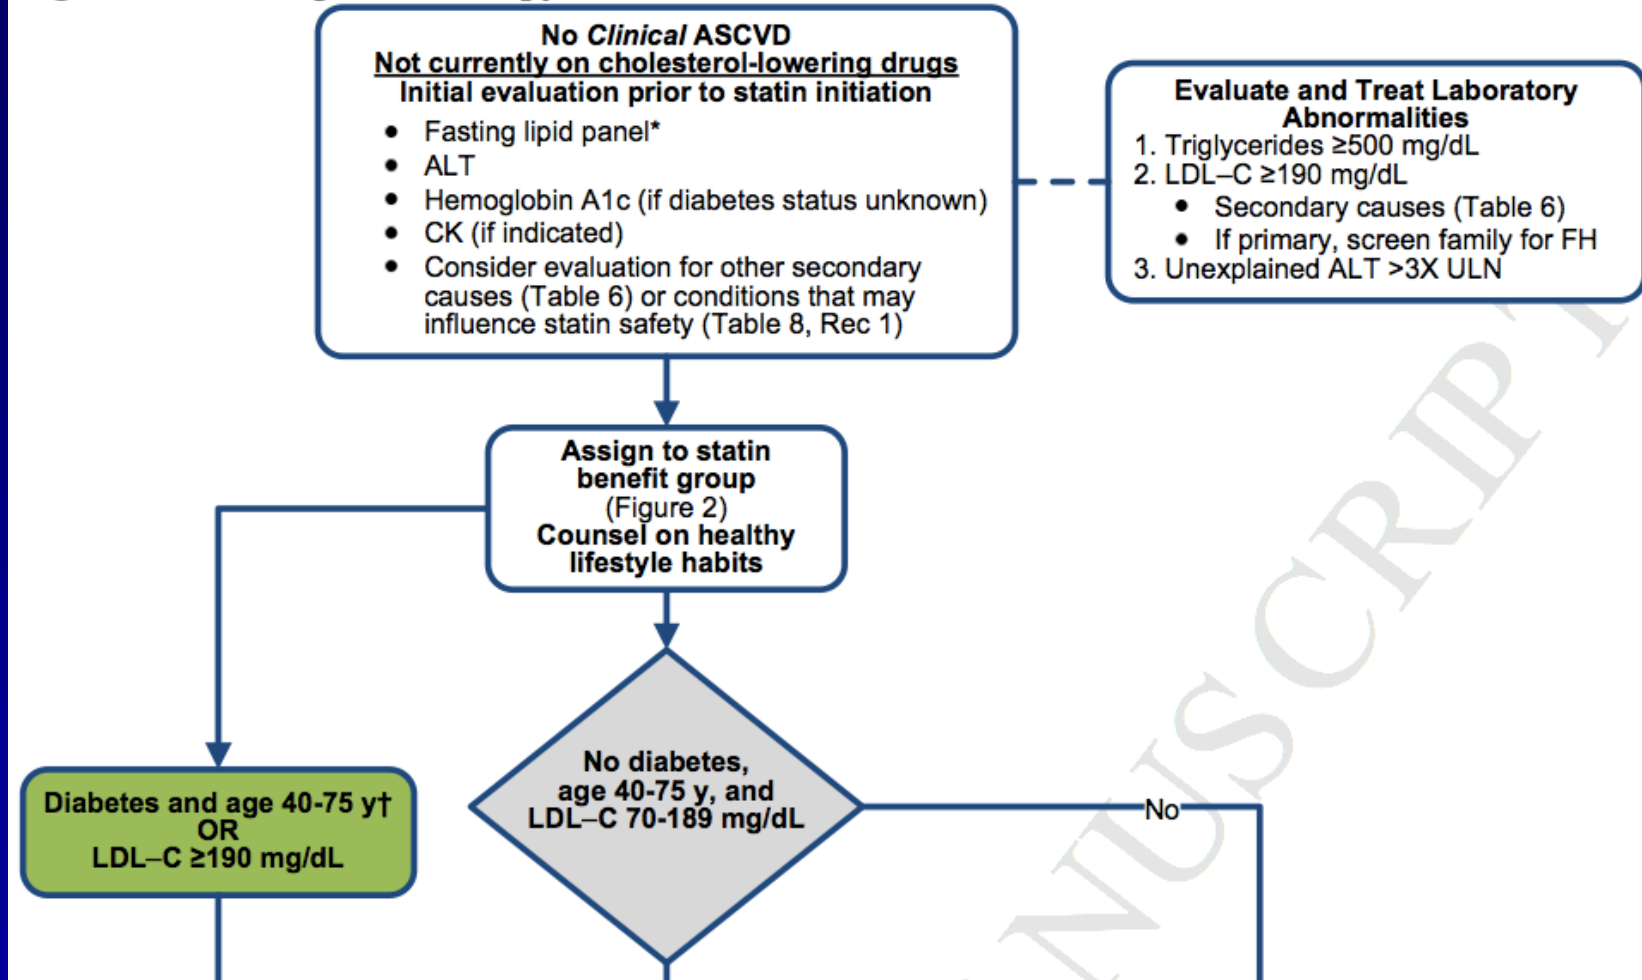 No Clinical ASCVD
Not currently on cholesterol-lowering drugs
Initial evaluation prior to statin initiation
• Fasting lipid panel*
• ALT
• Hemoglobin A1c (if diabetes status unknown)
• CK (if indicated)
• Consider evaluation for other secondary
causes (Table 6) or conditions that may
influence statin safety (Table 8, Rec 1)
Evaluate and Treat Laboratory
Abnormalities
1. Triglycerides ≥500 mg/dL
2. LDL–C ≥190 mg/dL
• Secondary causes (Table 6)
• If primary, screen family for FH
3. Unexplained ALT >3X ULN
Assign to statin
benefit group
(Figure 2)
Counsel on healthy
lifestyle habits
Diabetes and age 40-75 y†
OR
LDL–C ≥190 mg/dL
No diabetes,
age 40-75 y, and
LDL–C 70-189 mg/dL
No
NUSCRIPT